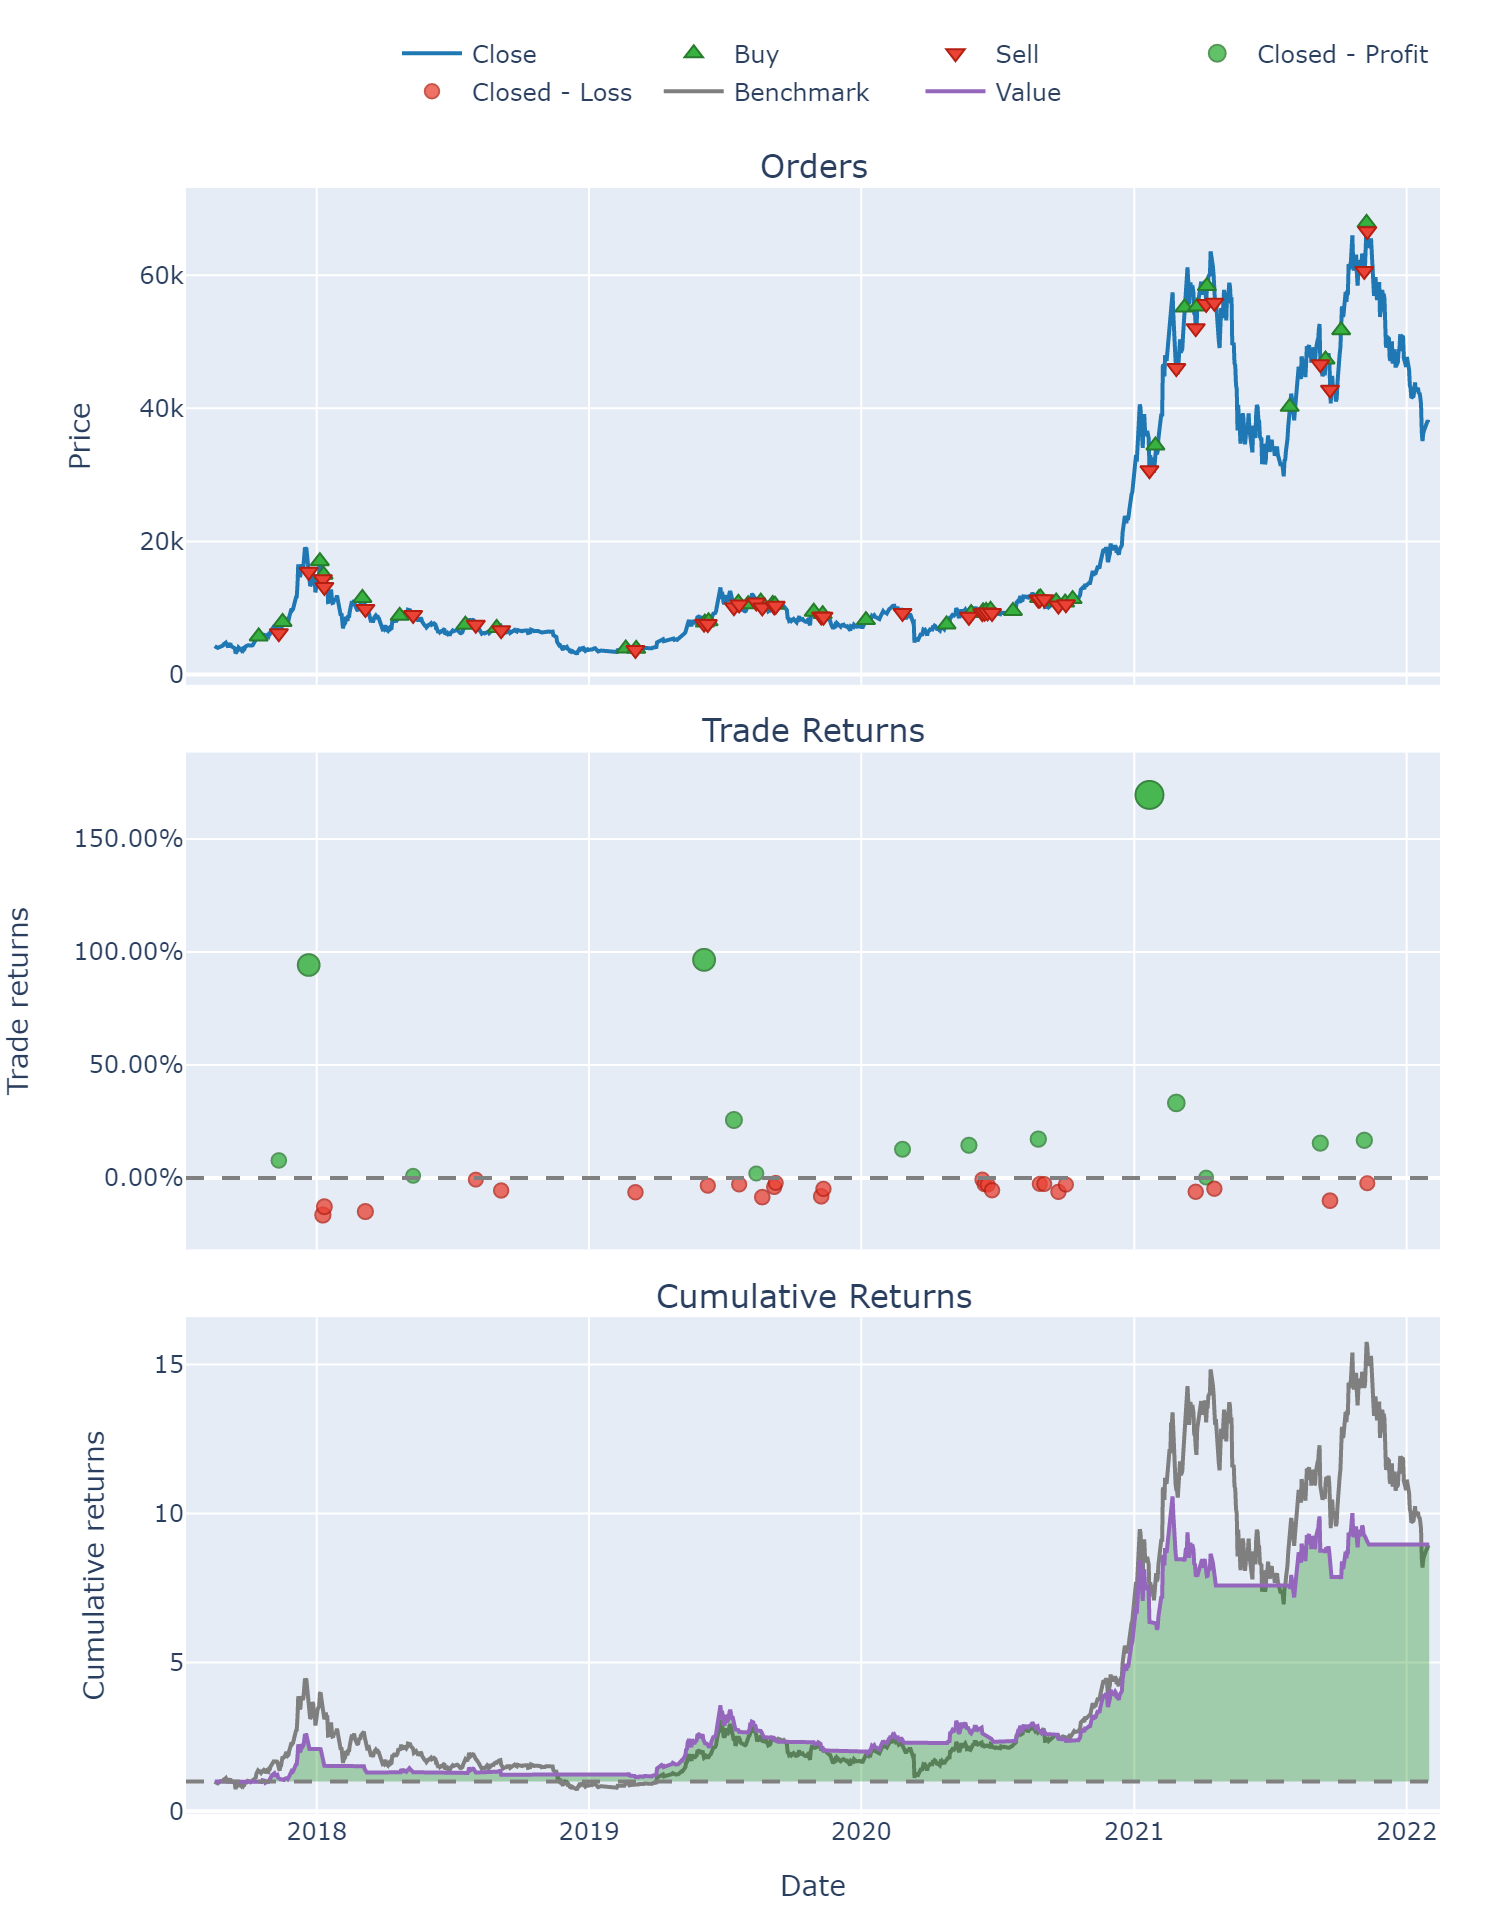 Close Buy Sell Closed - Profit
Closed - Loss Benchmark Value
Orders
60k
40k
20k
0
Price
Trade Returns
150.00%
100.00%
50.00%
0.00%
Trade returns
Cumulative Returns
15
10
5
0
Cumulative returns
2018 2019 2020 2021 2022
Date